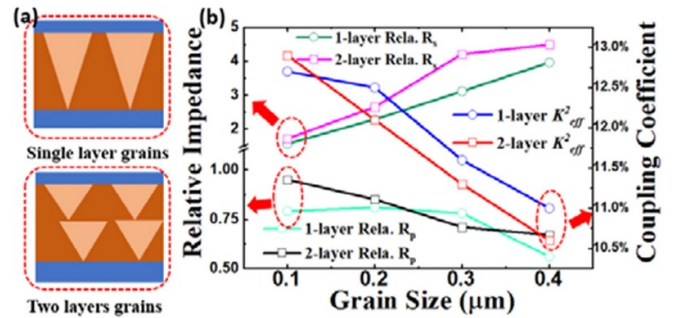 (a)
Single layer grains
Two layers grains
(b)
Relative Impedance
5
4
3
2
1.00
0.75
0.50
1-layer Rela. Rs
2-layer Rela. Rs
1-layer K²eff
2-layer K²eff
1-layer Rela. Rp
2-layer Rela. Rp
13.0%
12.5%
12.0%
11.5%
11.0%
10.5%
Coupling Coefficient
0.1 0.2 0.3 0.4
Grain Size (μm)